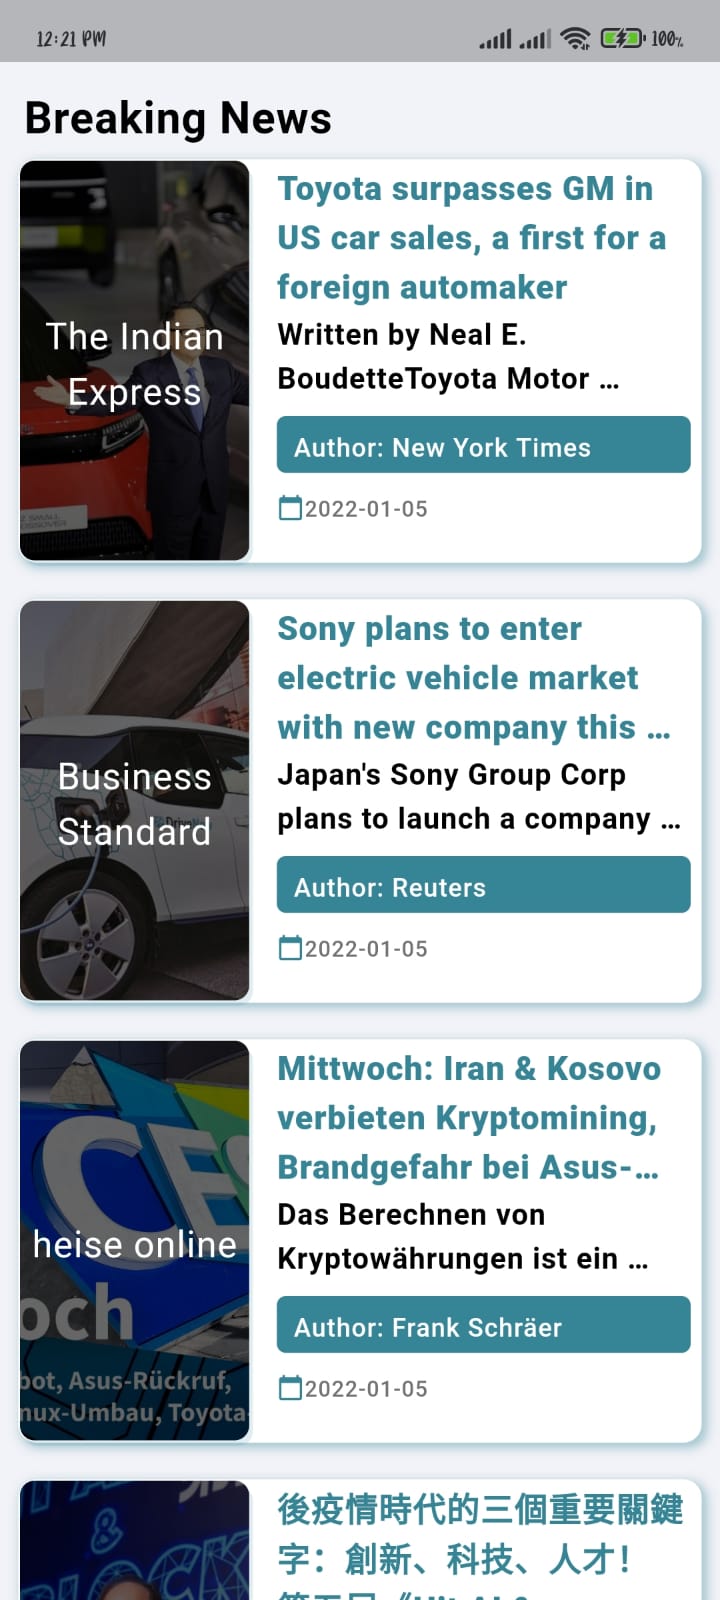 12:21 PM
100%
Breaking News
The Indian
Express
Toyota surpasses GM in
US car sales, a first for a
foreign automaker
Written by Neal E.
BoudetteToyota Motor ...
Author: New York Times
2022-01-05
Business
Standard
Sony plans to enter
electric vehicle market
with new company this ...
Japan's Sony Group Corp
plans to launch a company ...
Author: Reuters
2022-01-05
CES
heise online
och
bot, Asus-Rückruf,
nux-Umbau, Toyota-
Mittwoch: Iran & Kosovo
verbieten Kryptomining,
Brandgefahr bei Asus-...
Das Berechnen von
Kryptowährungen ist ein ...
Author: Frank Schräer
2022-01-05
&
後疫情時代的三個重要關鍵
字：創新、科技、人才！